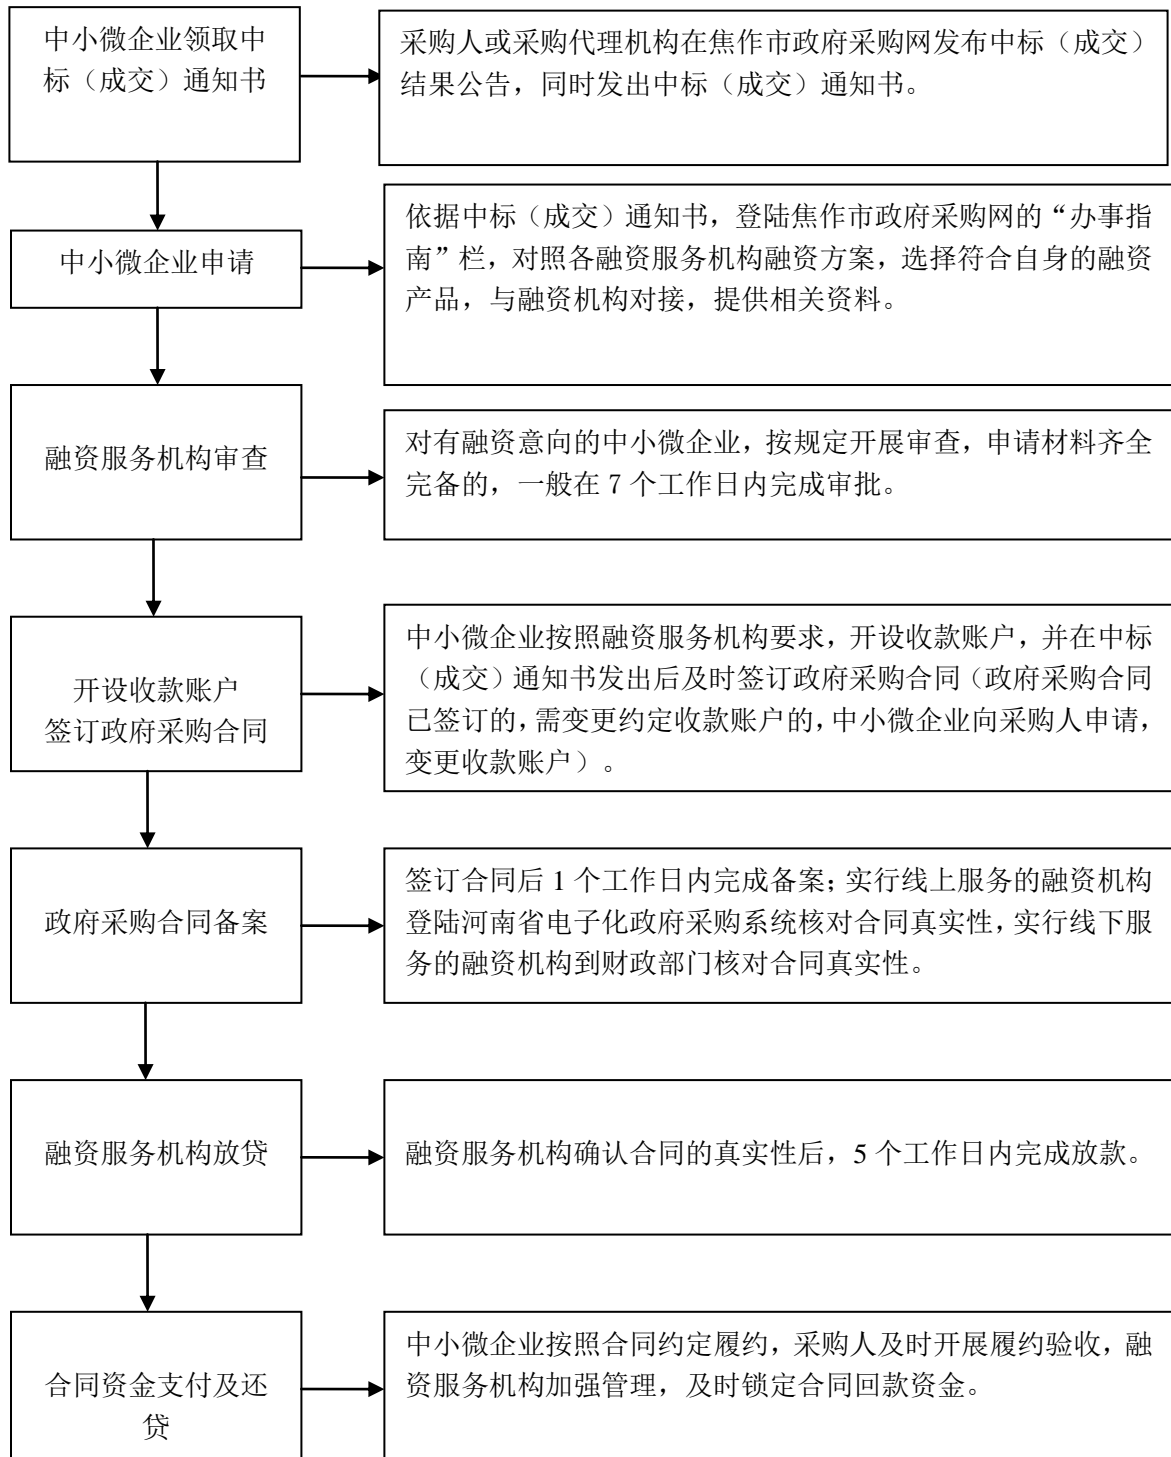 中小微企业领取中
标（成交）通知书
采购人或采购代理机构在焦作市政府采购网发布中标（成交）
结果公告，同时发出中标（成交）通知书。
中小微企业申请
依据中标（成交）通知书，登陆焦作市政府采购网的“办事指
南”栏，对照各融资服务机构融资方案，选择符合自身的融资
产品，与融资机构对接，提供相关资料。
融资服务机构审查
对有融资意向的中小微企业，按规定开展审查，申请材料齐全
完备的，一般在 7 个工作日内完成审批。
开设收款账户
签订政府采购合同
中小微企业按照融资服务机构要求，开设收款账户，并在中标
（成交）通知书发出后及时签订政府采购合同（政府采购合同
已签订的，需变更约定收款账户的，中小微企业向采购人申请，
变更收款账户）。
政府采购合同备案
签订合同后 1 个工作日内完成备案；实行线上服务的融资机构
登陆河南省电子化政府采购系统核对合同真实性，实行线下服
务的融资机构到财政部门核对合同真实性。
融资服务机构放贷
融资服务机构确认合同的真实性后，5 个工作日内完成放款。
合同资金支付及还
贷
中小微企业按照合同约定履约，采购人及时开展履约验收，融
资服务机构加强管理，及时锁定合同回款资金。